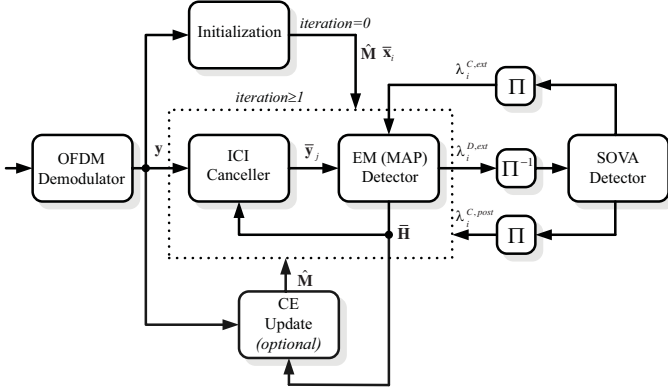 iteration=0
Initialization
M̂ x̄ᵢ
λᵢ^{C,ext}
Π
iteration≥1
y
OFDM
Demodulator
ICI
Canceller
ȳⱼ
EM (MAP)
Detector
λᵢ^{D,ext}
Π⁻¹
SOVA
Detector
λᵢ^{C,post}
Π
H̄
M̂
CE
Update
(optional)